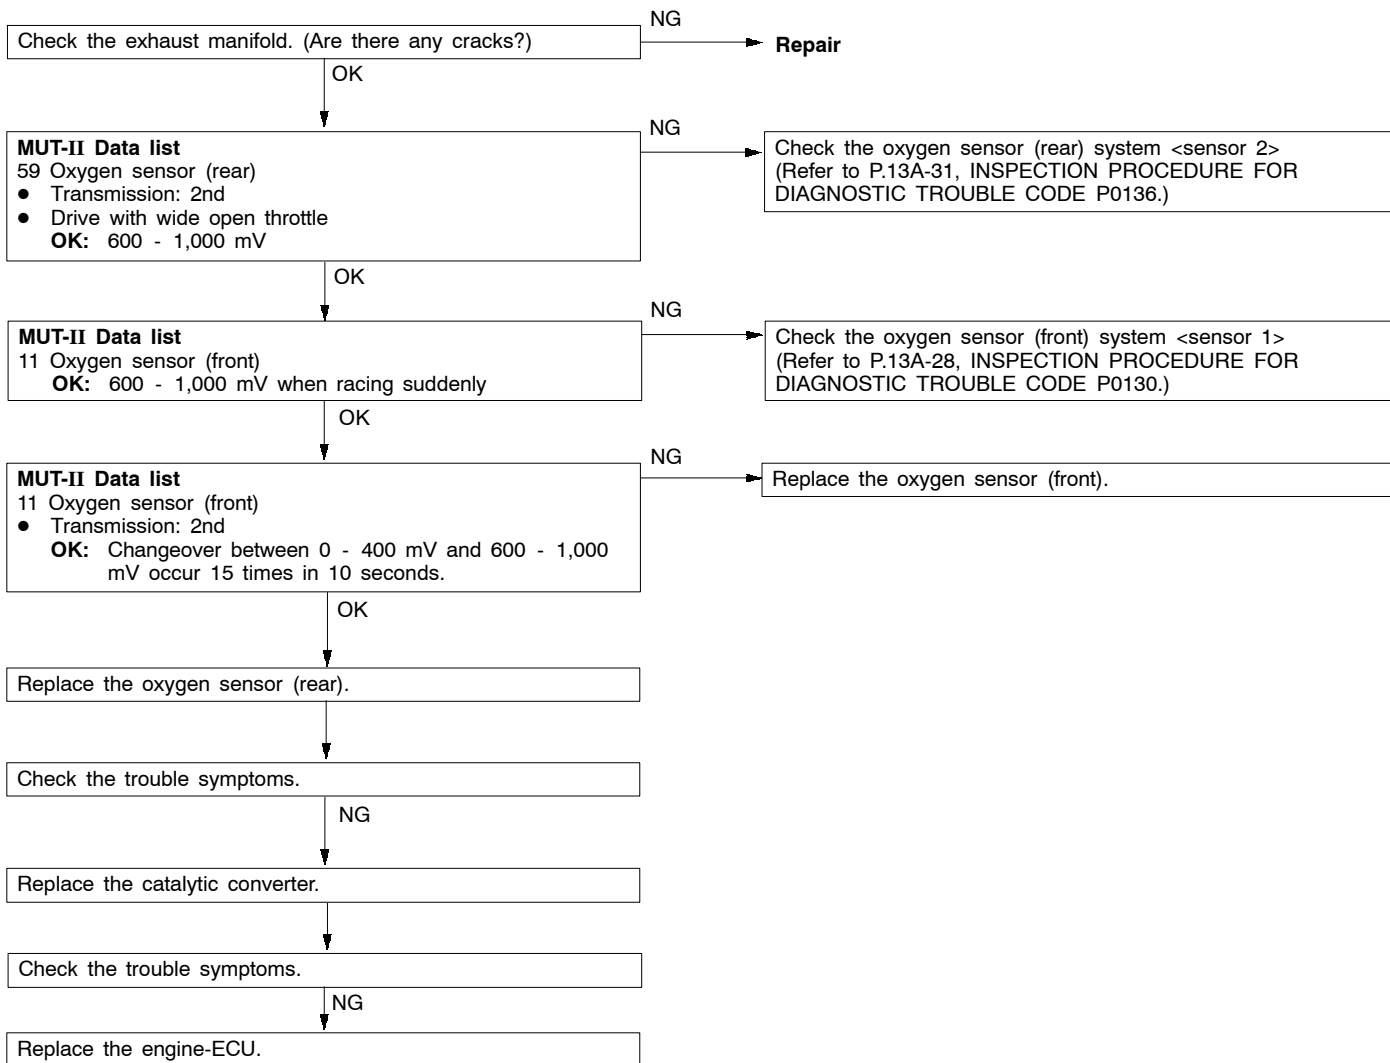 Check the exhaust manifold. (Are there any cracks?)
NG
Repair
OK
MUT-II Data list
59 Oxygen sensor (rear)
● Transmission: 2nd
● Drive with wide open throttle
OK: 600 - 1,000 mV
NG
Check the oxygen sensor (rear) system <sensor 2>
(Refer to P.13A-31, INSPECTION PROCEDURE FOR
DIAGNOSTIC TROUBLE CODE P0136.)
OK
MUT-II Data list
11 Oxygen sensor (front)
OK: 600 - 1,000 mV when racing suddenly
NG
Check the oxygen sensor (front) system <sensor 1>
(Refer to P.13A-28, INSPECTION PROCEDURE FOR
DIAGNOSTIC TROUBLE CODE P0130.)
OK
MUT-II Data list
11 Oxygen sensor (front)
● Transmission: 2nd
OK: Changeover between 0 - 400 mV and 600 - 1,000
mV occur 15 times in 10 seconds.
NG
Replace the oxygen sensor (front).
OK
Replace the oxygen sensor (rear).
Check the trouble symptoms.
NG
Replace the catalytic converter.
Check the trouble symptoms.
NG
Replace the engine-ECU.